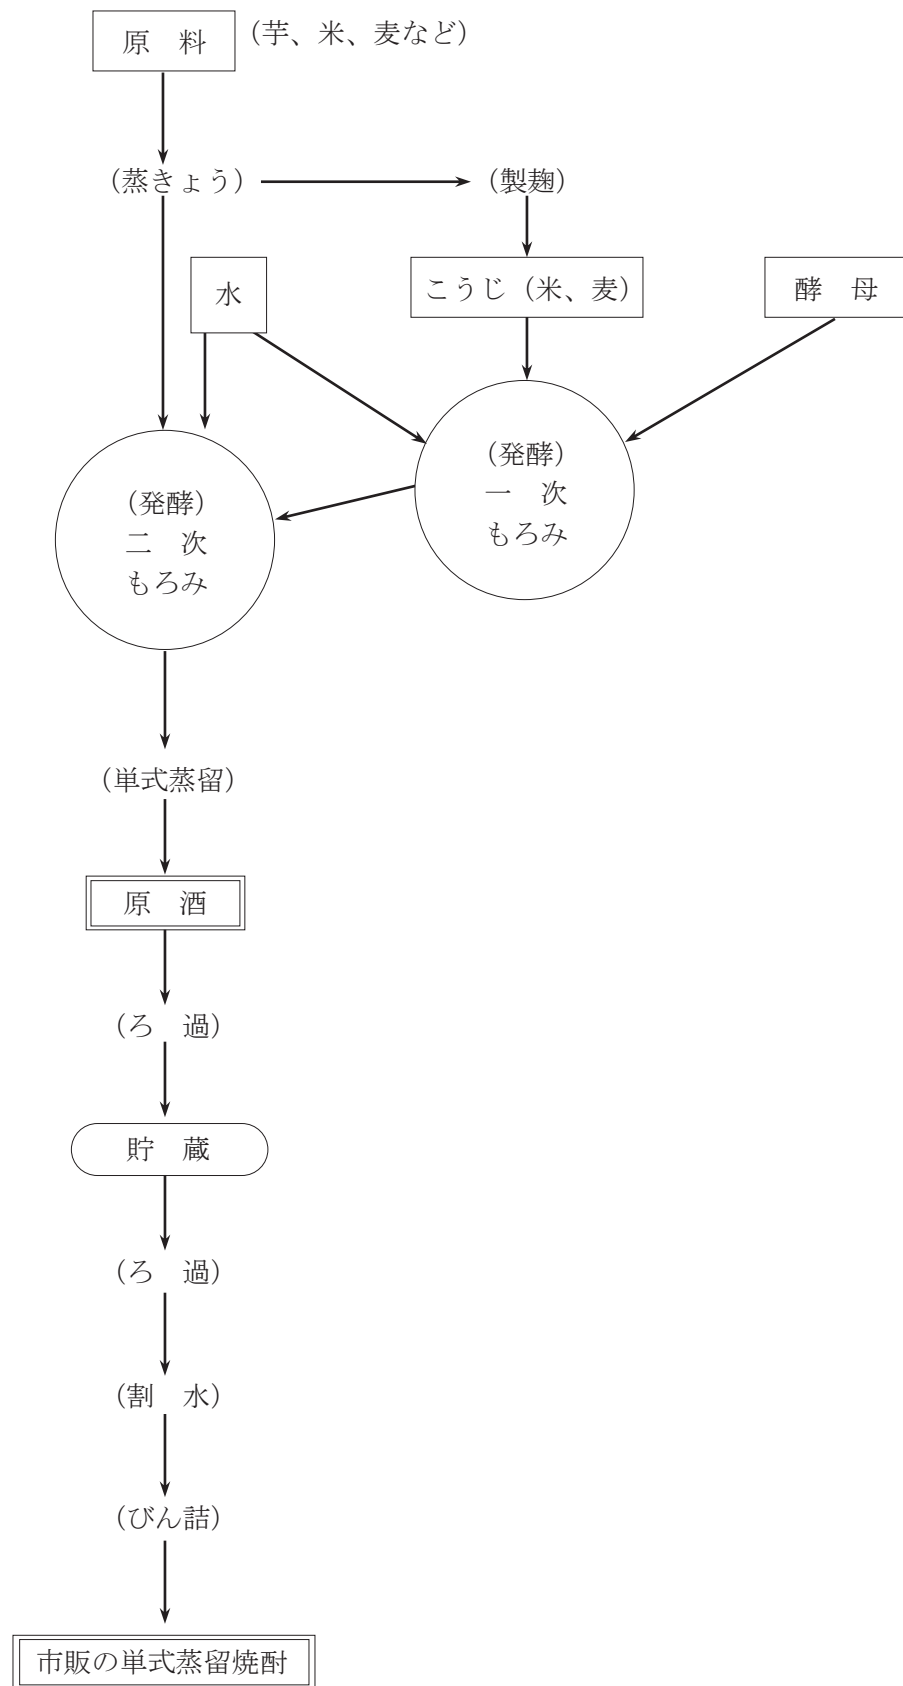 原　料
（芋、米、麦など）
（蒸きょう）
（製麹）
水
こうじ（米、麦）
酵　母
（発酵）
一　次
もろみ
（発酵）
二　次
もろみ
（単式蒸留）
原　酒
（ろ　過）
貯　蔵
（ろ　過）
（割　水）
（びん詰）
市販の単式蒸留焼酎